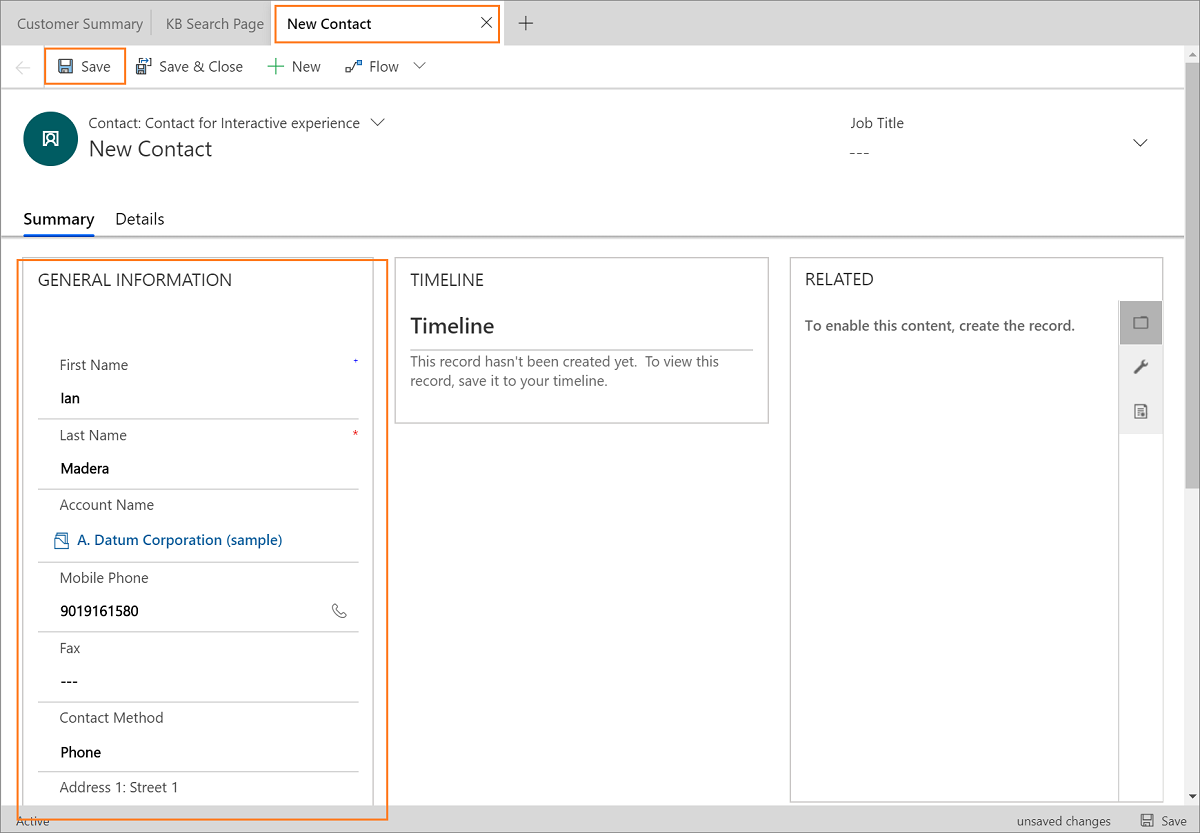 Customer Summary
KB Search Page
New Contact
Save
Save & Close
New
Flow
Contact: Contact for Interactive experience
New Contact
Job Title
---
Summary
Details
GENERAL INFORMATION
First Name
+
Ian
Last Name
*
Madera
Account Name
A. Datum Corporation (sample)
Mobile Phone
9019161580
Fax
---
Contact Method
Phone
Address 1: Street 1
TIMELINE
Timeline
This record hasn't been created yet. To view this
record, save it to your timeline.
RELATED
To enable this content, create the record.
Active
unsaved changes
Save